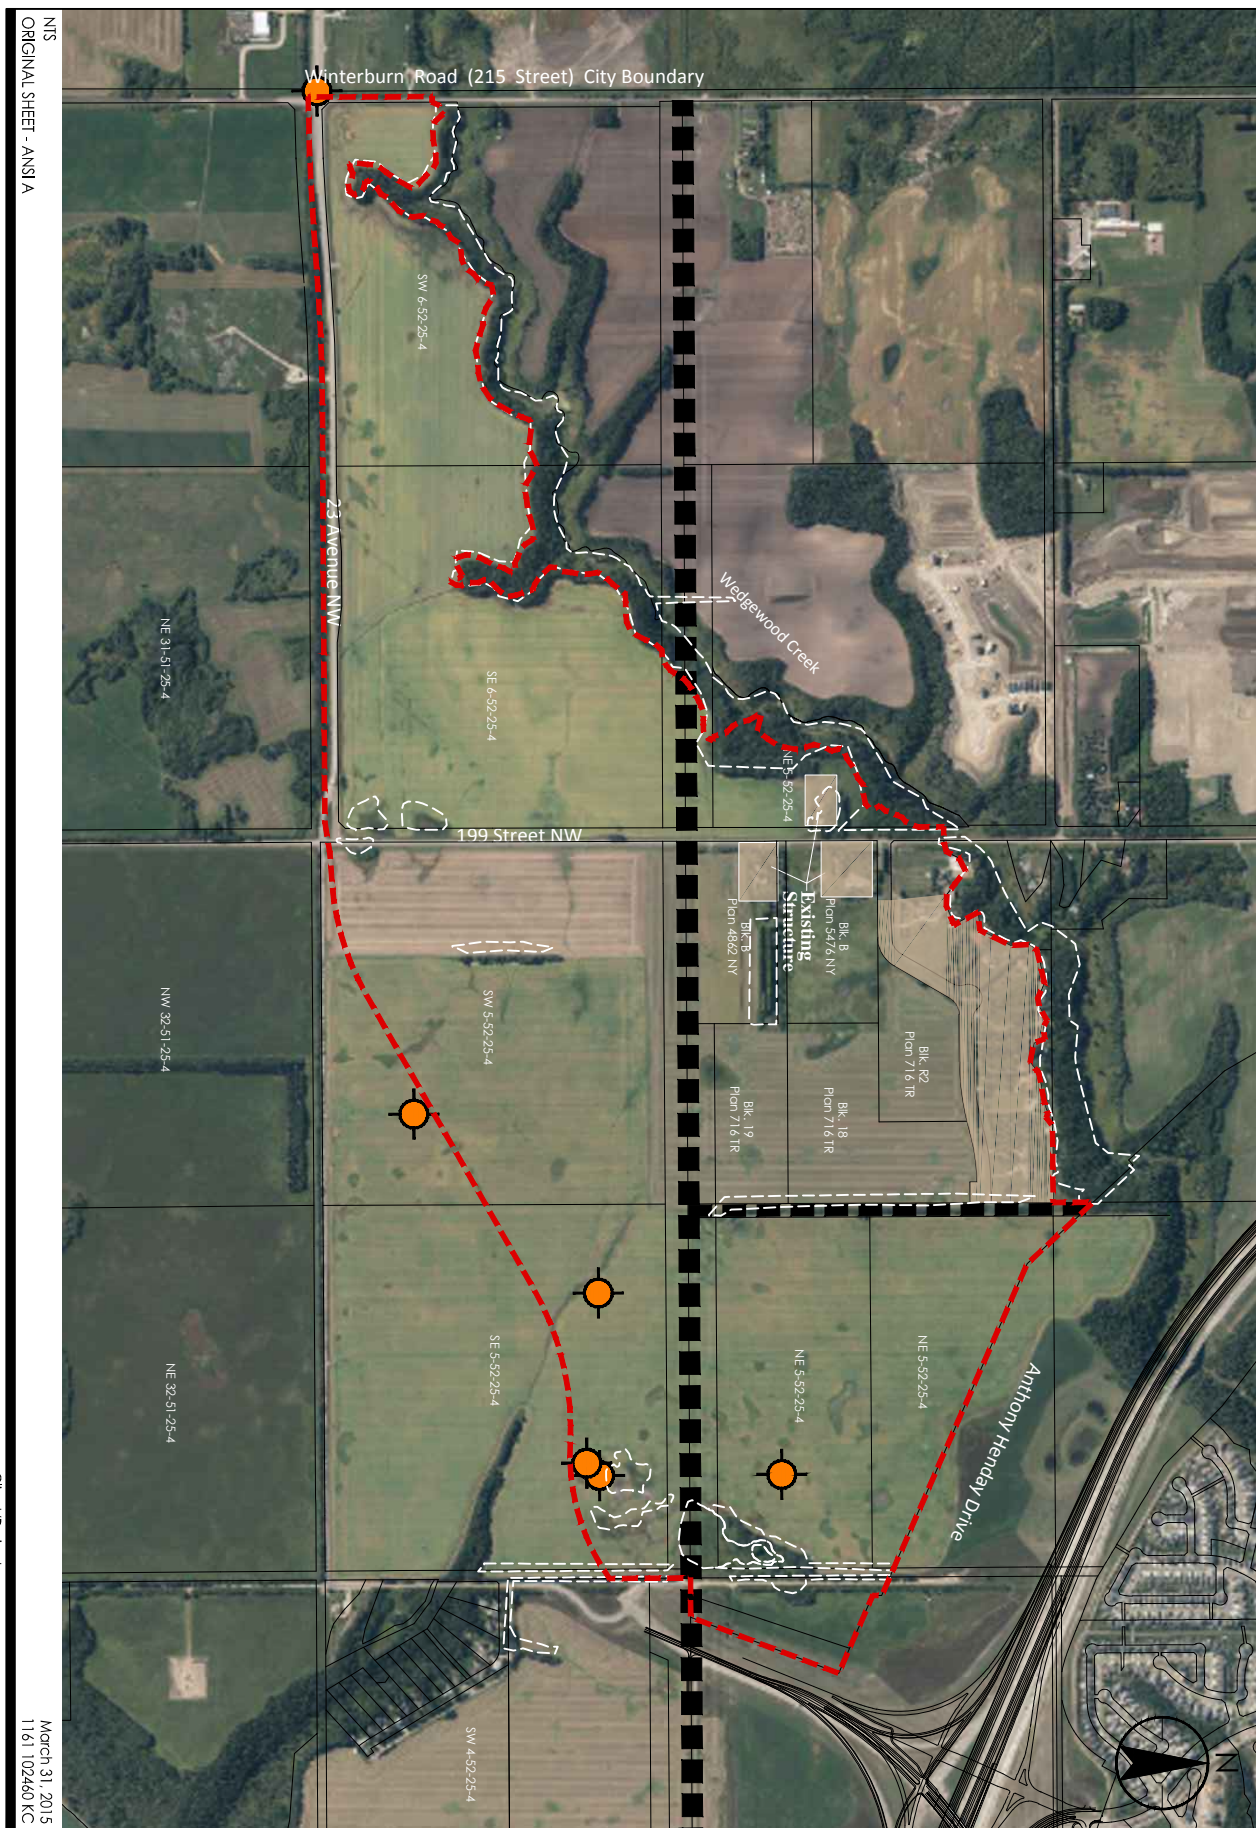 NTS
ORIGINAL SHEET - ANSI A
March 31, 2015
1161 102460 KC
Winterburn Road (215 Street) City Boundary
SW 6-52-25-4
23 Avenue NW
NE 31-51-25-4
SE 6-52-25-4
Wedgewood Creek
NE 5-52-25-4
199 Street NW
Existing
Structure
Blk. B
Plan 5476 NY
Blk. B
Plan 4862 NY
SW 5-52-25-4
NW 32-51-25-4
Blk. R2
Plan 716 TR
Blk. 18
Plan 716 TR
Blk. 19
Plan 716 TR
SE 5-52-25-4
NE 32-51-25-4
NE 5-52-25-4
NE 5-52-25-4
Anthony Henday Drive
SW 4-52-25-4
N